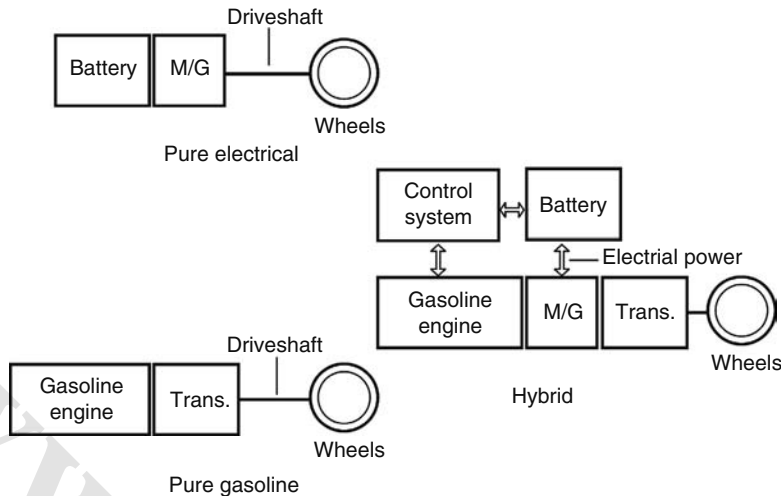 Driveshaft
Battery
M/G
Wheels
Pure electrical
Control
system
Battery
Electrial power
Gasoline
engine
M/G
Trans.
Wheels
Hybrid
Driveshaft
Gasoline
engine
Trans.
Wheels
Pure gasoline